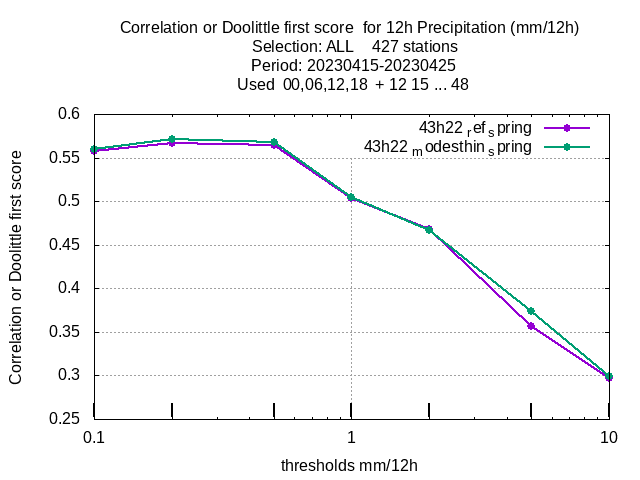 Correlation or Doolittle first score  for 12h Precipitation (mm/12h)
Selection: ALL    427 stations
Period: 20230415-20230425
Used  00,06,12,18  + 12 15 ... 48
43h22 ref spring
43h22 modesthin spring
Correlation or Doolittle first score
0.6
0.55
0.5
0.45
0.4
0.35
0.3
0.25
0.1
1
10
thresholds mm/12h